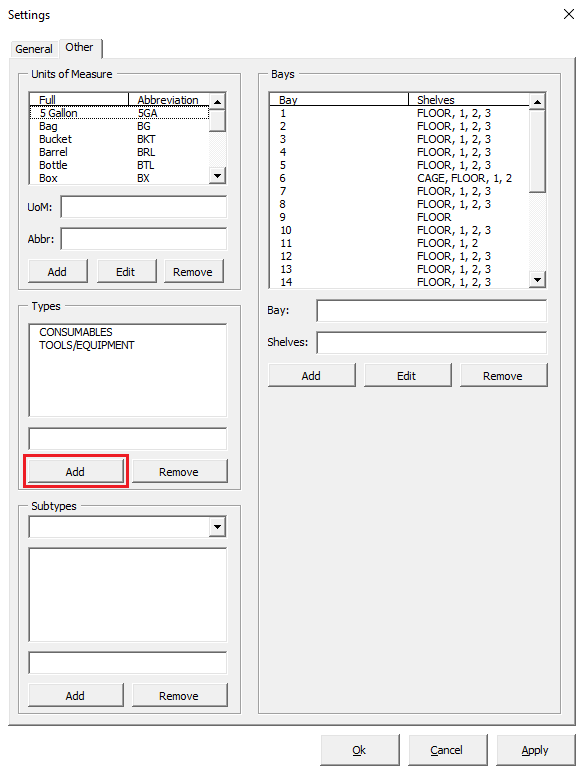 Settings
General Other
Units of Measure
Full Abbreviation
5 Gallon 5GA
Bag BG
Bucket BKT
Barrel BRL
Bottle BTL
Box BX
UoM:
Abbr:
Add Edit Remove
Types
CONSUMABLES
TOOLS/EQUIPMENT
Add Remove
Subtypes
Add Remove
Bays
Bay Shelves
1 FLOOR, 1, 2, 3
2 FLOOR, 1, 2, 3
3 FLOOR, 1, 2, 3
4 FLOOR, 1, 2, 3
5 FLOOR, 1, 2, 3
6 CAGE, FLOOR, 1, 2
7 FLOOR, 1, 2, 3
8 FLOOR, 1, 2, 3
9 FLOOR
10 FLOOR, 1, 2, 3
11 FLOOR, 1, 2
12 FLOOR, 1, 2, 3
13 FLOOR, 1, 2, 3
14 FLOOR, 1, 2, 3
Bay:
Shelves:
Add Edit Remove
Ok Cancel Apply